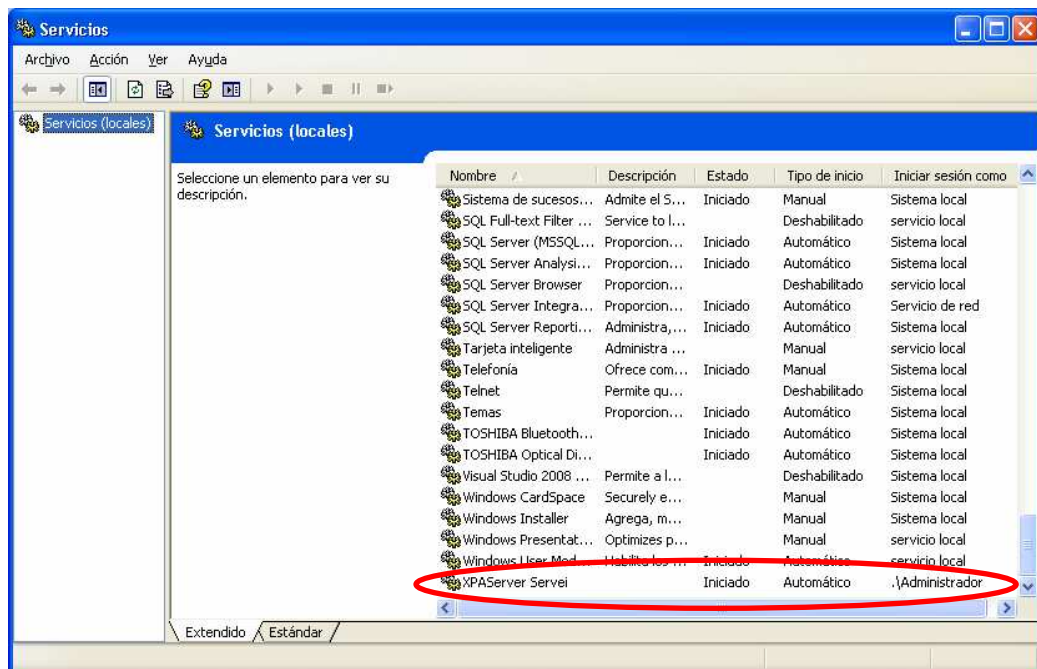 Servicios
Archivo Acción Ver Ayuda
Servicios (locales)
Servicios (locales)
Seleccione un elemento para ver su
descripción.
Nombre Descripción Estado Tipo de inicio Iniciar sesión como
Sistema de sucesos... Admite el S... Iniciado Manual Sistema local
SQL Full-text Filter ... Service to l... Deshabilitado servicio local
SQL Server (MSSQL... Proporcion... Iniciado Automático Sistema local
SQL Server Analysi... Proporcion... Iniciado Automático Sistema local
SQL Server Browser Proporcion... Deshabilitado servicio local
SQL Server Integra... Proporcion... Iniciado Automático Servicio de red
SQL Server Reporti... Administra,... Iniciado Automático Sistema local
Tarjeta inteligente Administra ... Manual servicio local
Telefonía Ofrece com... Iniciado Manual Sistema local
Telnet Permite qu... Deshabilitado Sistema local
Temas Proporcion... Iniciado Automático Sistema local
TOSHIBA Bluetooth... Iniciado Automático Sistema local
TOSHIBA Optical Di... Iniciado Automático Sistema local
Visual Studio 2008 ... Permite a l... Deshabilitado Sistema local
Windows CardSpace Securely e... Manual Sistema local
Windows Installer Agrega, m... Manual Sistema local
Windows Presentat... Optimizes p... Manual servicio local
Windows User Mod... Habilita los ... Iniciado Automático servicio local
XPAServer Servei Iniciado Automático .\Administrador
Extendido Estándar